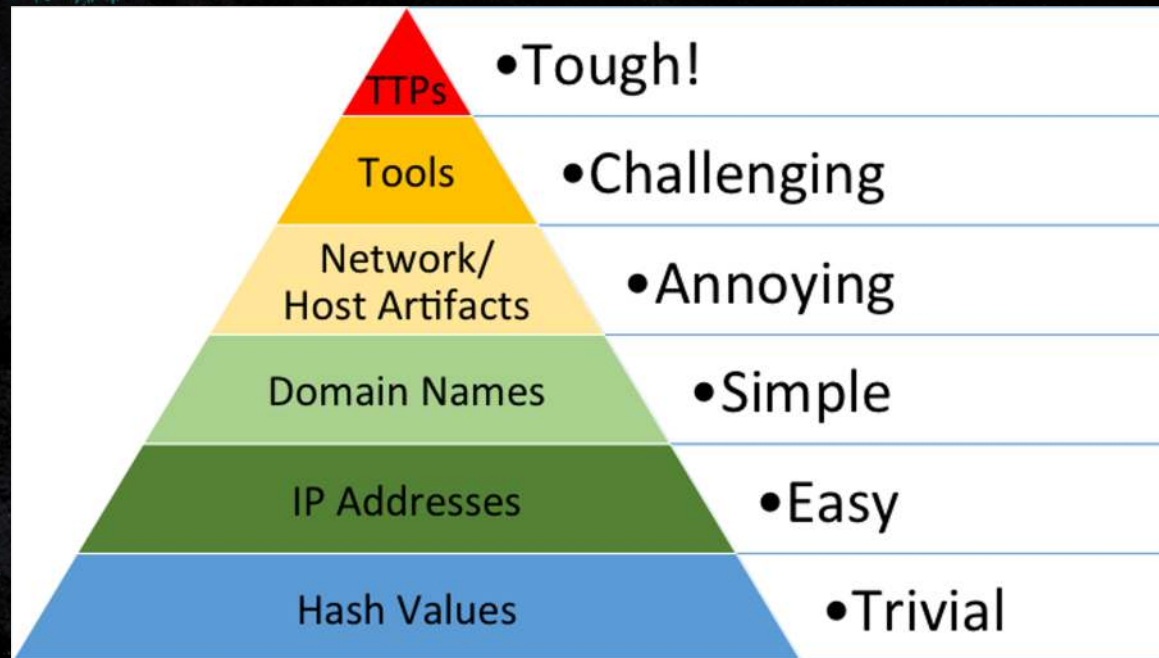 TTPs
•Tough!
Tools
•Challenging
Network/
Host Artifacts
•Annoying
Domain Names
•Simple
IP Addresses
•Easy
Hash Values
•Trivial